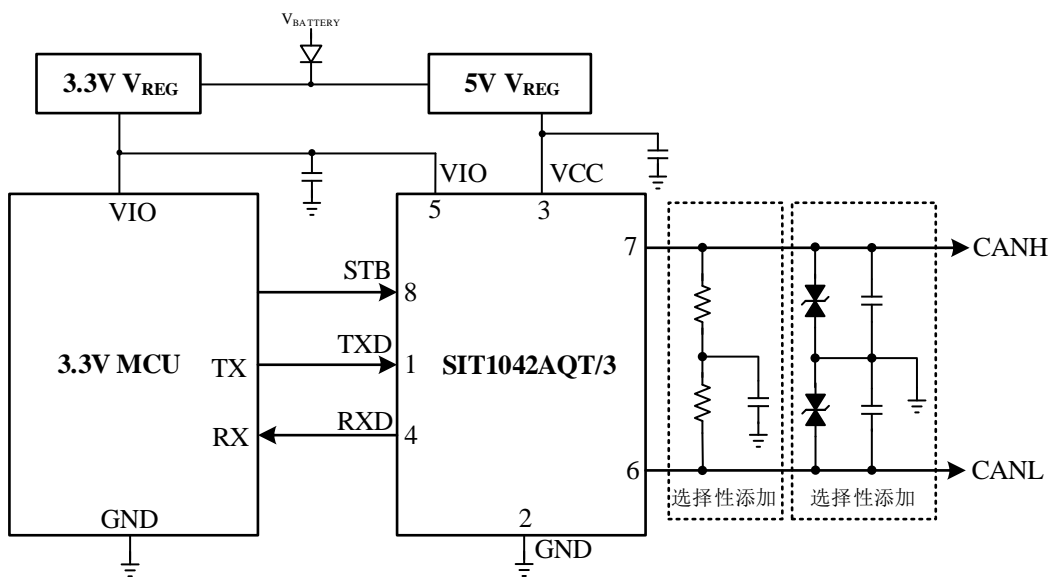 VBATTERY
3.3V VREG
5V VREG
VIO
VCC
VIO
5
3
7
CANH
STB
8
3.3V MCU
TX
TXD
1
SIT1042AQT/3
RX
RXD
4
6
CANL
选择性添加
选择性添加
GND
2
GND